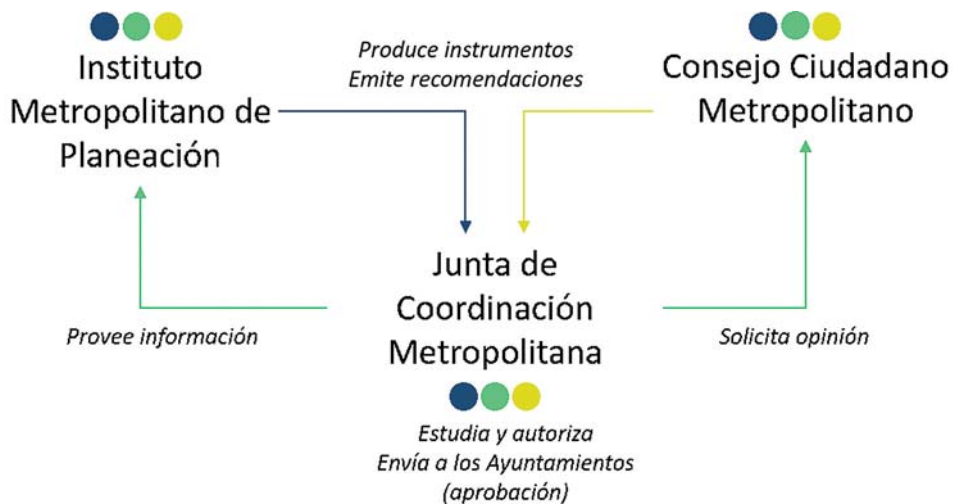 Instituto
Metropolitano de
Planeación
Produce instrumentos
Emite recomendaciones
Consejo Ciudadano
Metropolitano
Junta de
Coordinación
Metropolitana
Provee información
Solicita opinión
Estudia y autoriza
Envía a los Ayuntamientos
(aprobación)